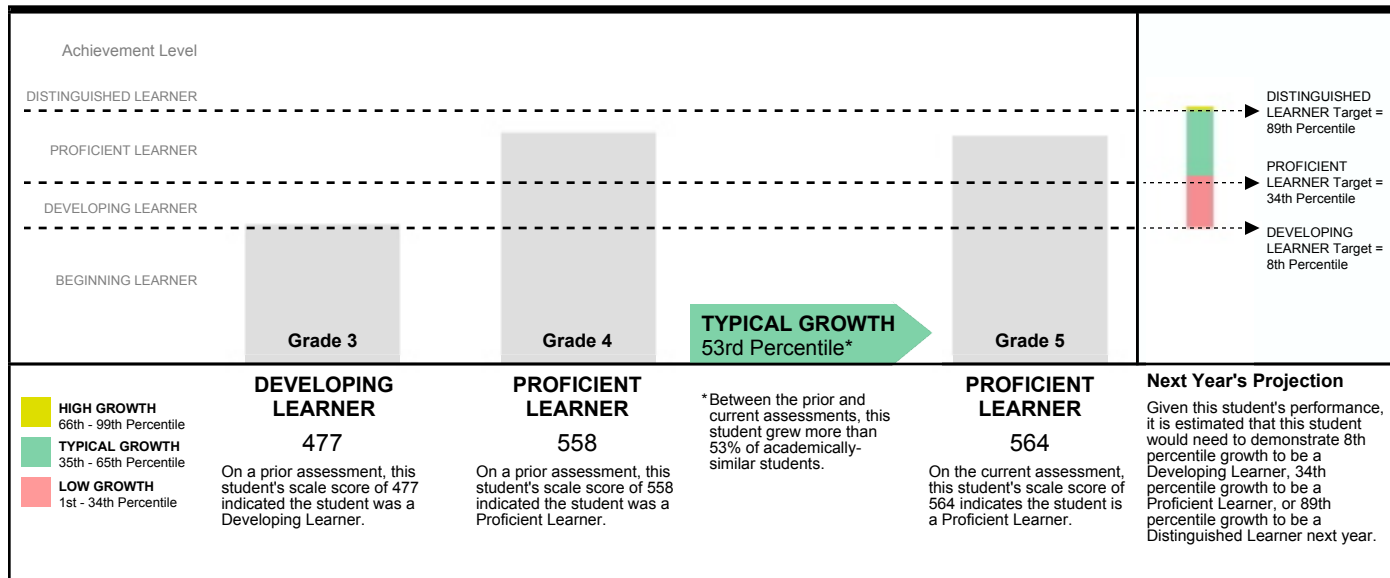 Achievement Level
DISTINGUISHED LEARNER
PROFICIENT LEARNER
DEVELOPING LEARNER
BEGINNING LEARNER
Grade 3
Grade 4
TYPICAL GROWTH
53rd Percentile*
Grade 5
DISTINGUISHED
LEARNER Target =
89th Percentile
PROFICIENT
LEARNER Target =
34th Percentile
DEVELOPING
LEARNER Target =
8th Percentile
HIGH GROWTH
66th - 99th Percentile
TYPICAL GROWTH
35th - 65th Percentile
LOW GROWTH
1st - 34th Percentile
DEVELOPING
LEARNER
477
On a prior assessment, this
student's scale score of 477
indicated the student was a
Developing Learner.
PROFICIENT
LEARNER
558
On a prior assessment, this
student's scale score of 558
indicated the student was a
Proficient Learner.
*Between the prior and
current assessments, this
student grew more than
53% of academically-
similar students.
PROFICIENT
LEARNER
564
On the current assessment,
this student's scale score of
564 indicates the student is
a Proficient Learner.
Next Year's Projection
Given this student's performance,
it is estimated that this student
would need to demonstrate 8th
percentile growth to be a
Developing Learner, 34th
percentile growth to be a
Proficient Learner, or 89th
percentile growth to be a
Distinguished Learner next year.